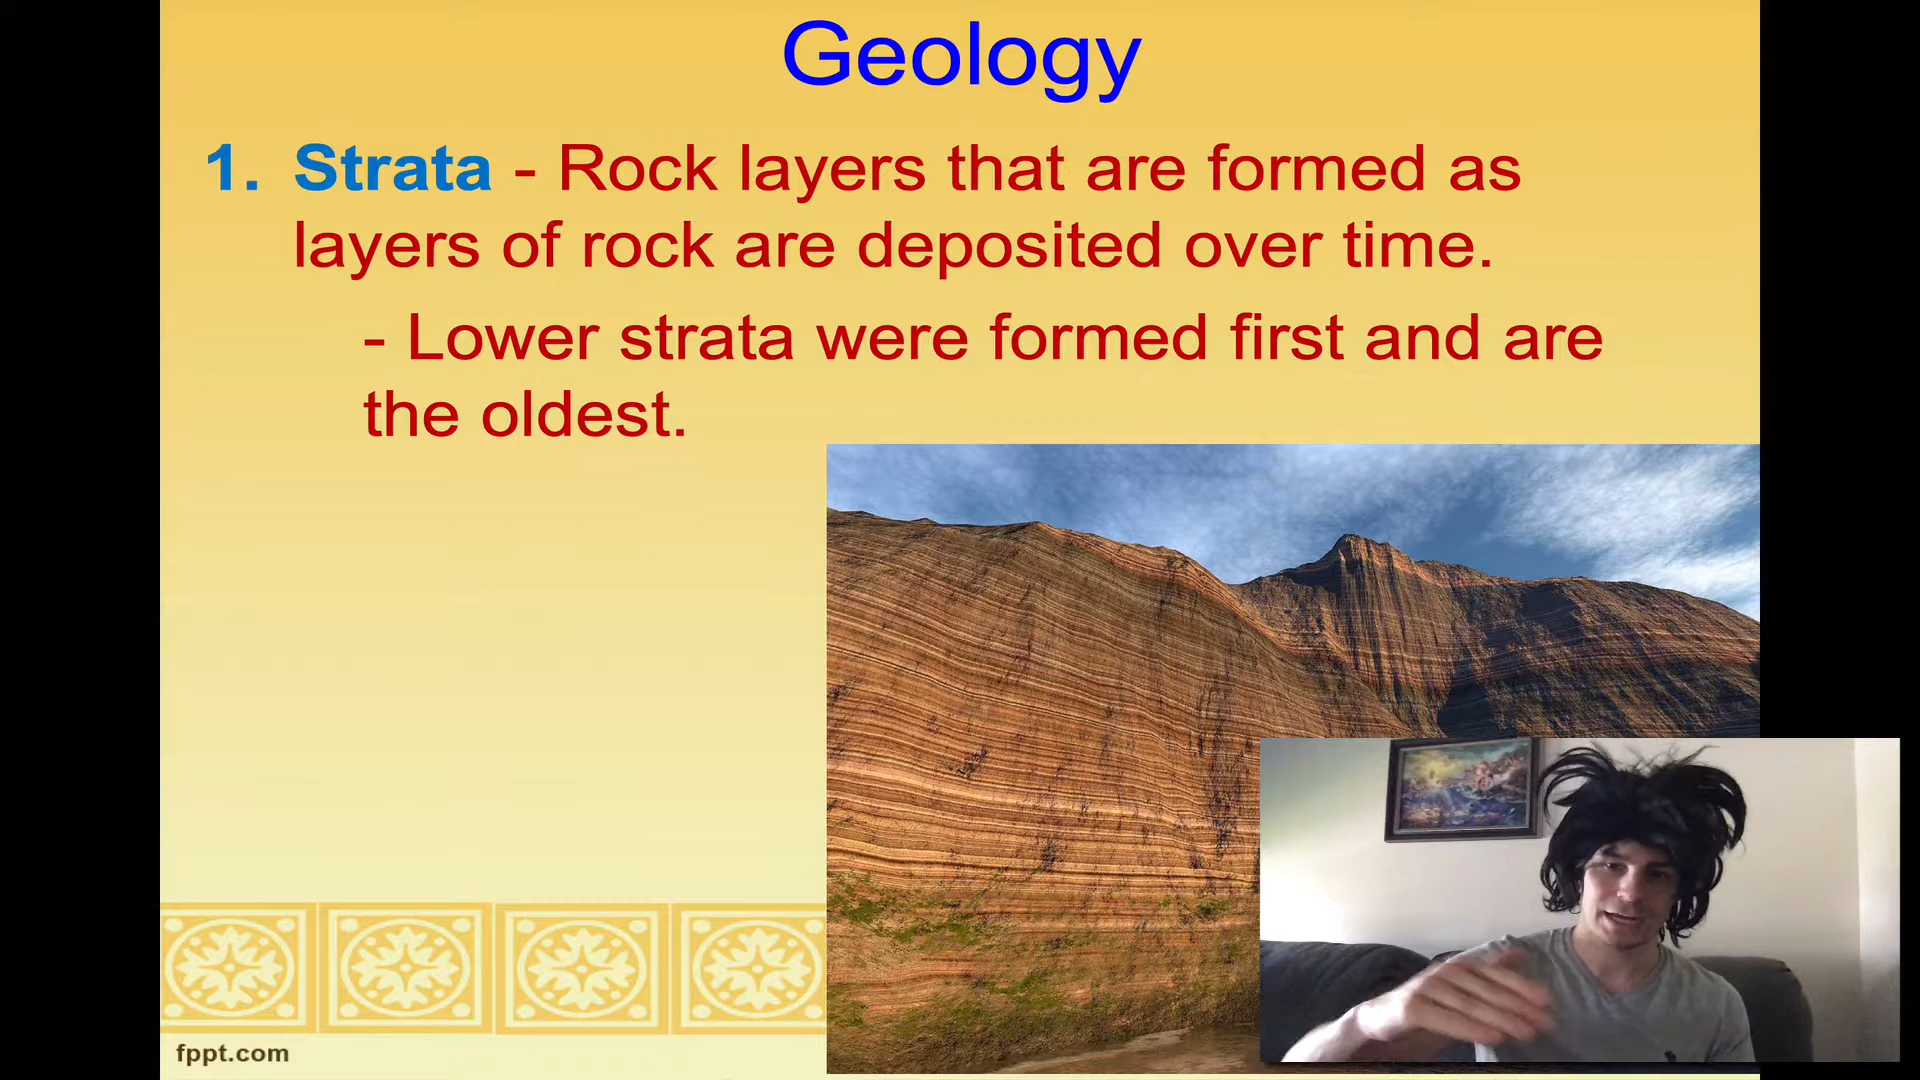 Geology
1. Strata - Rock layers that are formed as
layers of rock are deposited over time.
- Lower strata were formed first and are
the oldest.
fppt.com